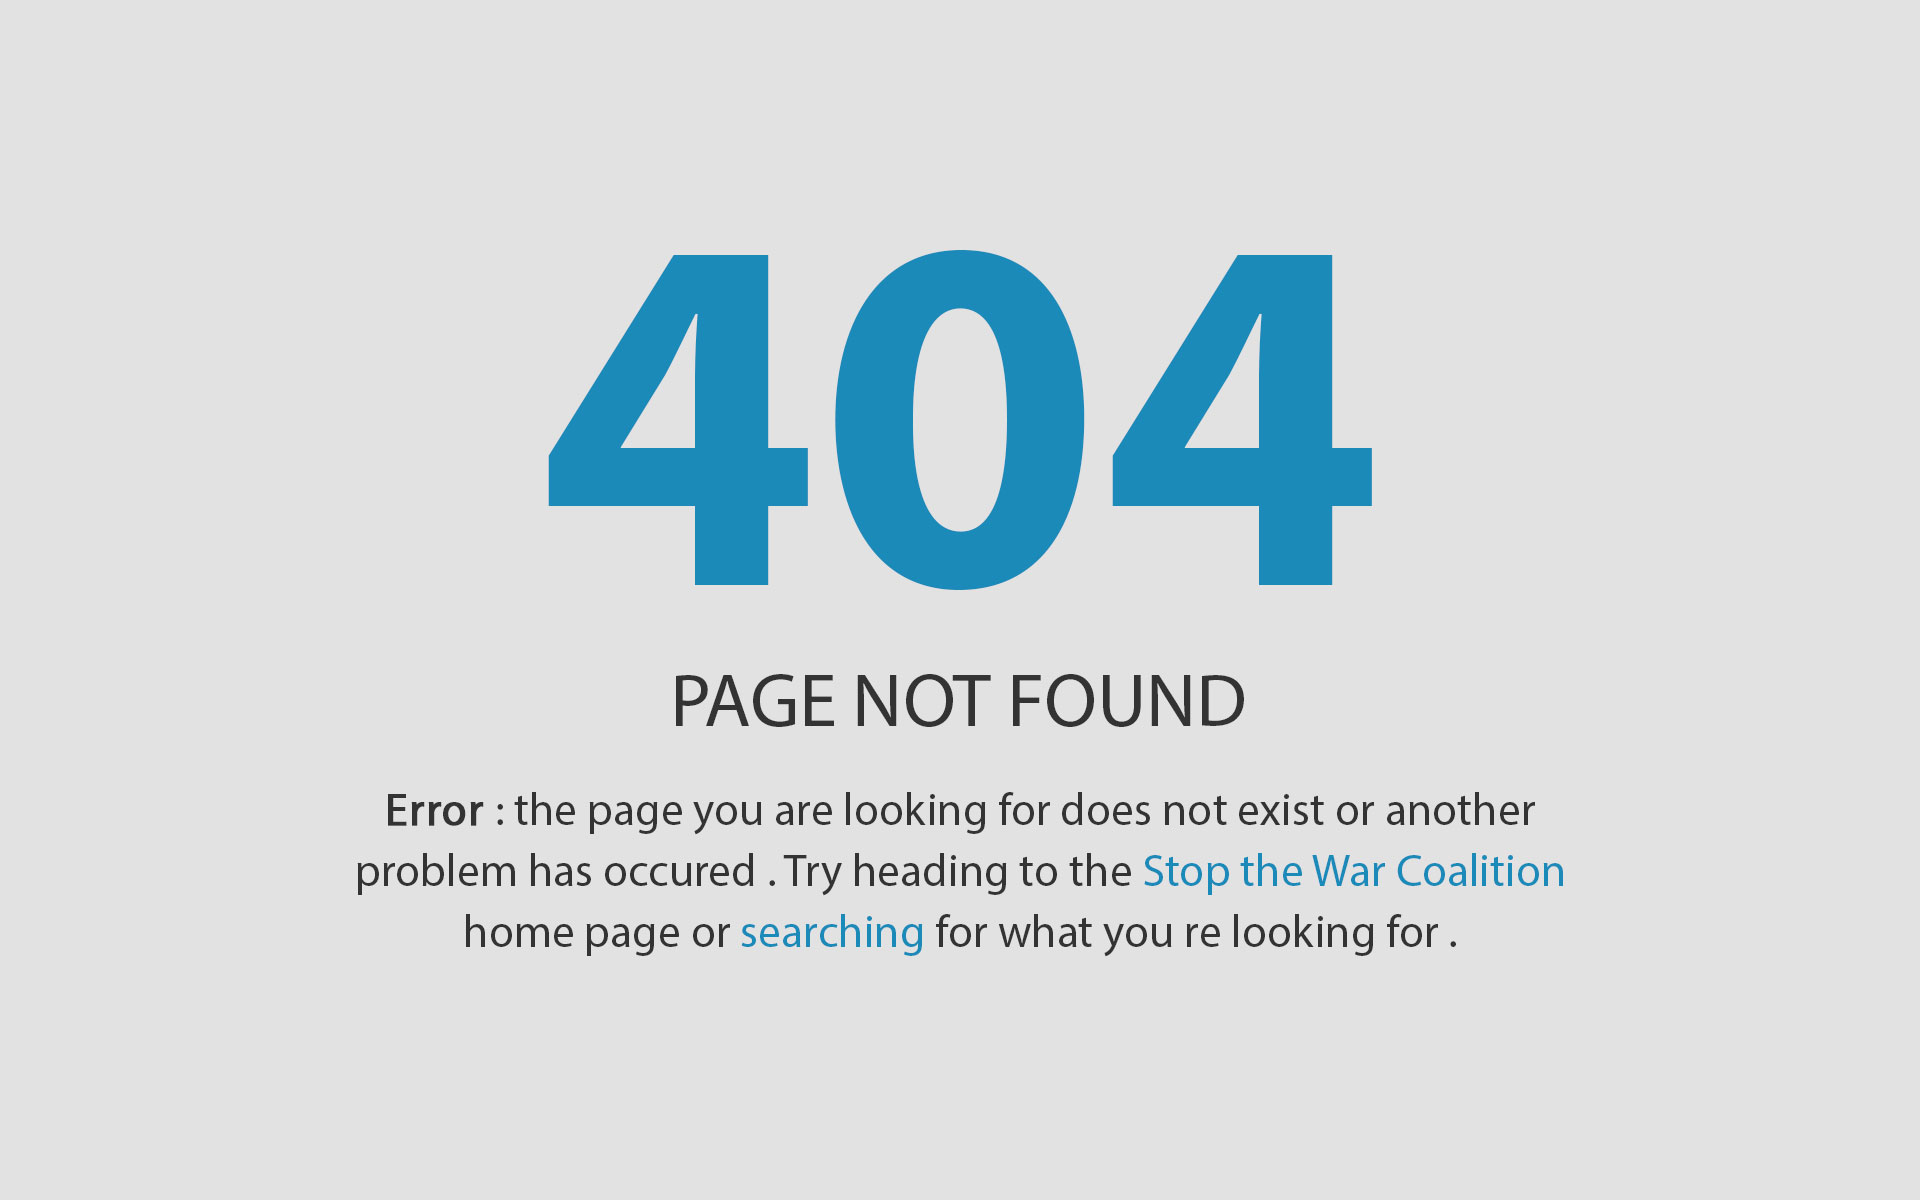 404
PAGE NOT FOUND
Error : the page you are looking for does not exist or another
problem has occured . Try heading to the Stop the War Coalition
home page or searching for what you re looking for .